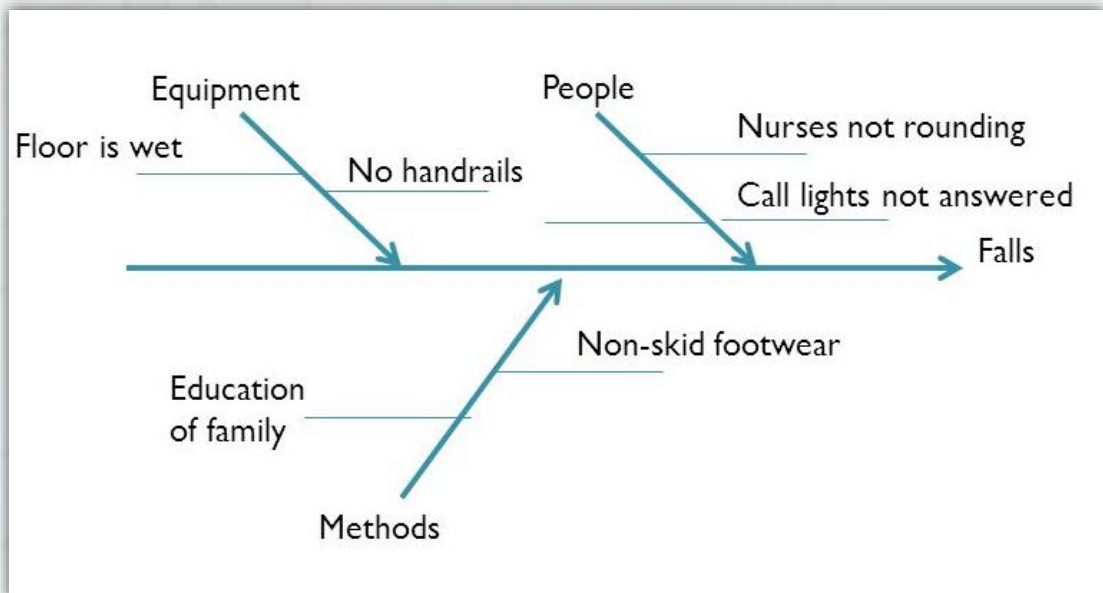 Equipment
People
Floor is wet
No handrails
Nurses not rounding
Call lights not answered
Falls
Non-skid footwear
Education
of family
Methods